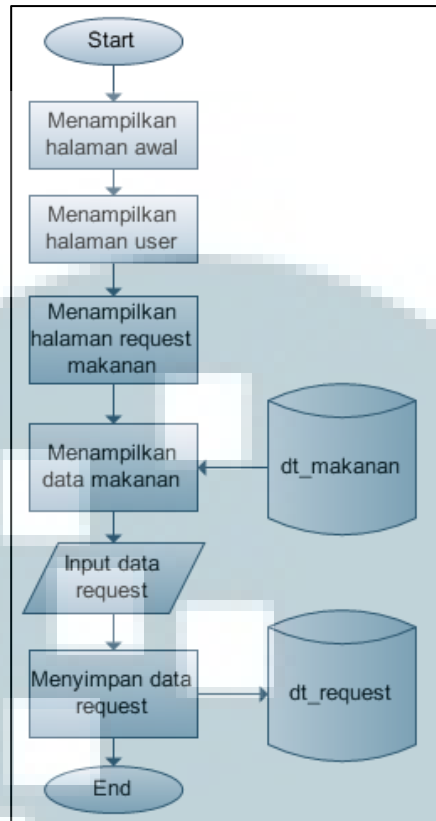 Start
Menampilkan
halaman awal
Menampilkan
halaman user
Menampilkan
halaman request
makanan
Menampilkan
data makanan
dt_makanan
Input data
request
Menyimpan data
request
dt_request
End